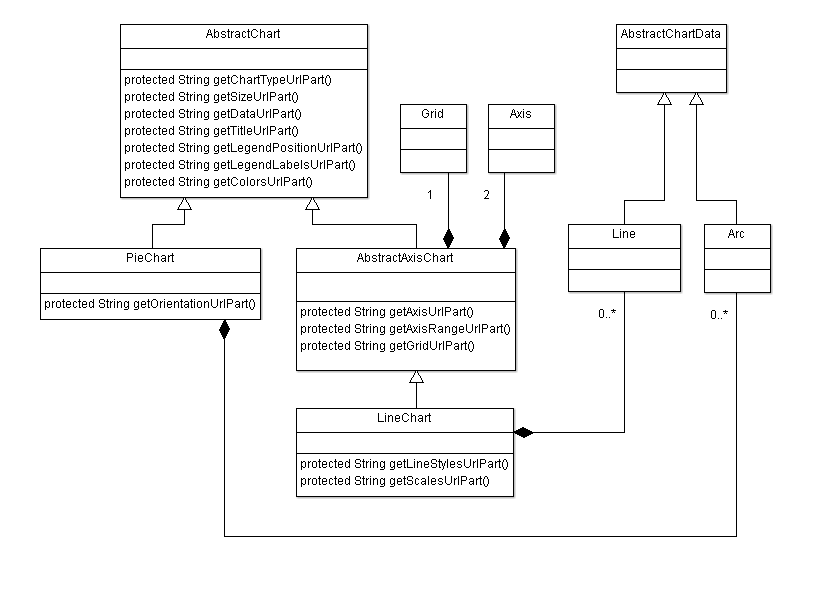 AbstractChart
protected String getChartTypeUrlPart()
protected String getSizeUrlPart()
protected String getDataUrlPart()
protected String getTitleUrlPart()
protected String getLegendPositionUrlPart()
protected String getLegendLabelsUrlPart()
protected String getColorsUrlPart()
AbstractChartData
Grid
Axis
1
2
PieChart
protected String getOrientationUrlPart()
AbstractAxisChart
protected String getAxisUrlPart()
protected String getAxisRangeUrlPart()
protected String getGridUrlPart()
Line
Arc
0..*
0..*
LineChart
protected String getLineStylesUrlPart()
protected String getScalesUrlPart()